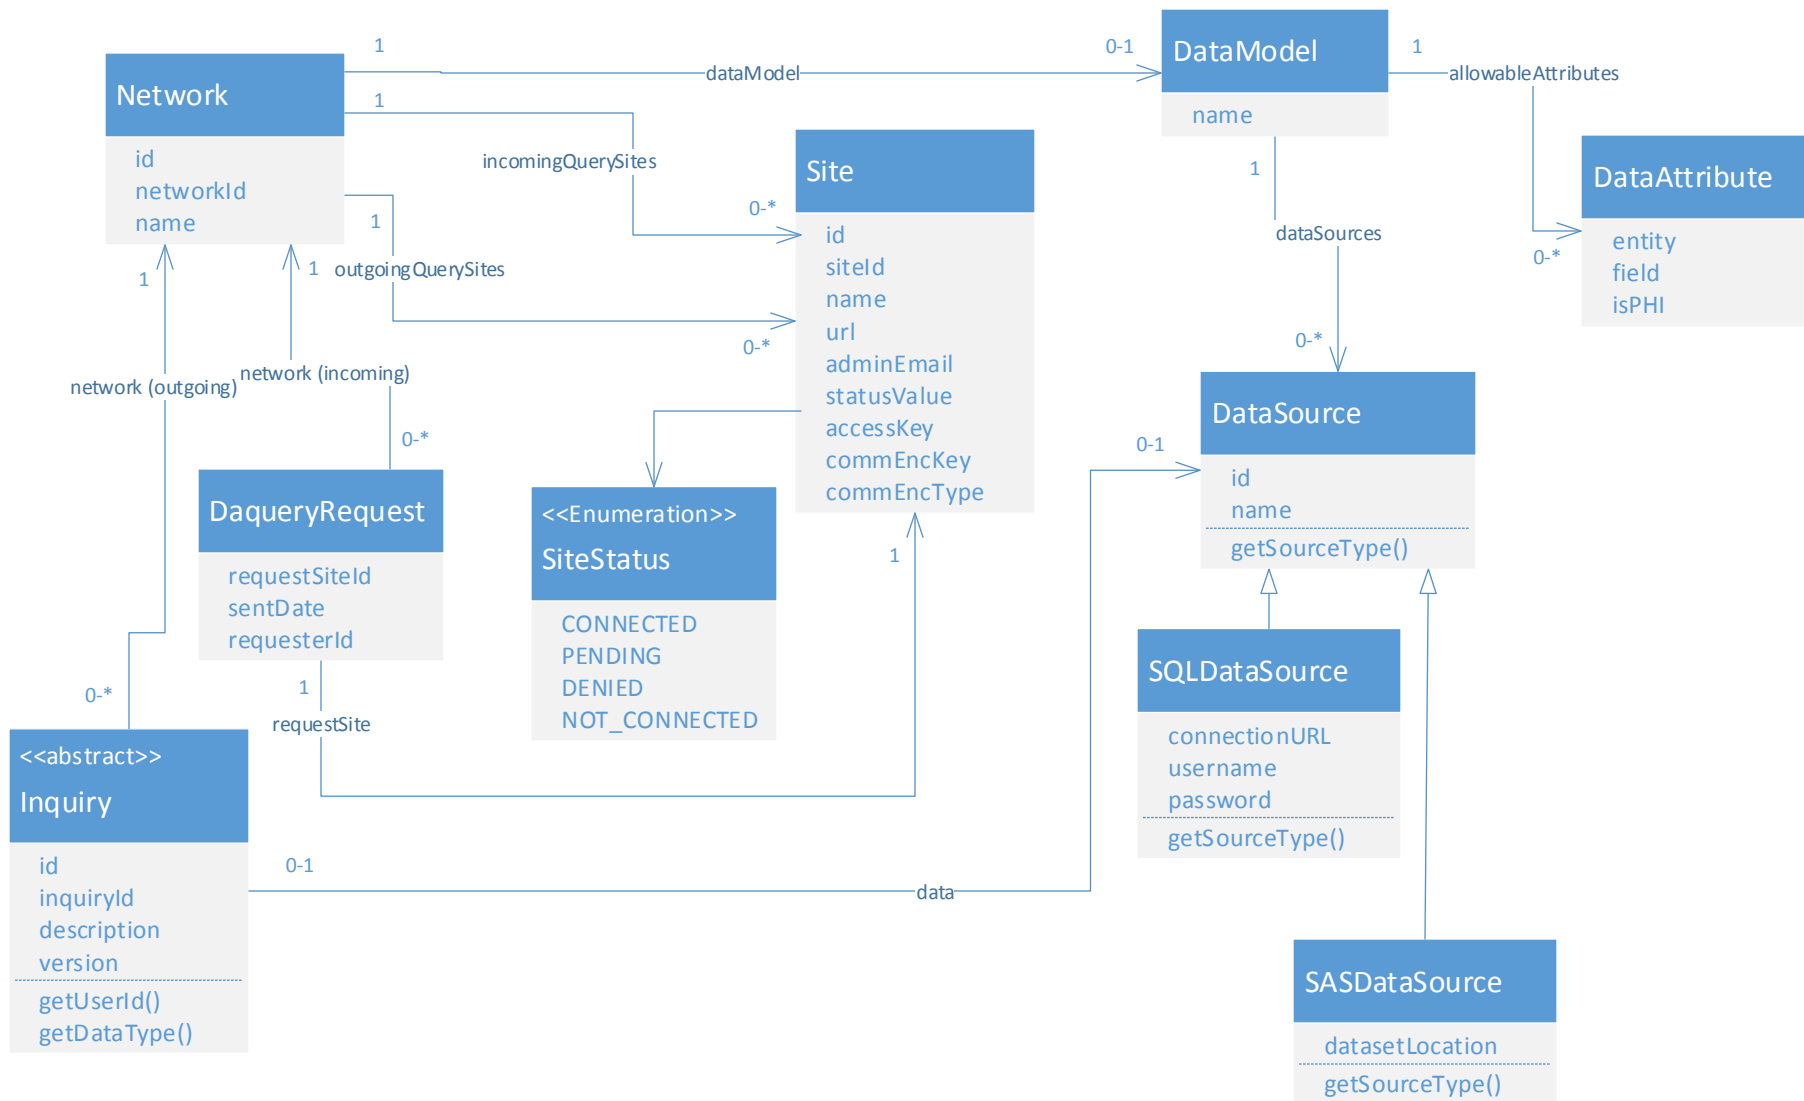 1
dataModel
0-1
Network
id
networkId
name
1
incomingQuerySites
0-*
1
outgoingQuerySites
0-*
DataModel
name
1
allowableAttributes
0-*
DataAttribute
entity
field
isPHI
1
dataSources
0-*
Site
id
siteId
name
url
adminEmail
statusValue
accessKey
commEncKey
commEncType
1
network (outgoing)
0-*
1
network (incoming)
0-*
DaqueryRequest
requestSiteId
sentDate
requesterId
1
requestSite
1
<<Enumeration>>
SiteStatus
CONNECTED
PENDING
DENIED
NOT_CONNECTED
DataSource
id
name
getSourceType()
0-1
data
0-1
<<abstract>>
Inquiry
id
inquiryId
description
version
getUserId()
getDataType()
SQLDataSource
connectionURL
username
password
getSourceType()
SASDataSource
datasetLocation
getSourceType()